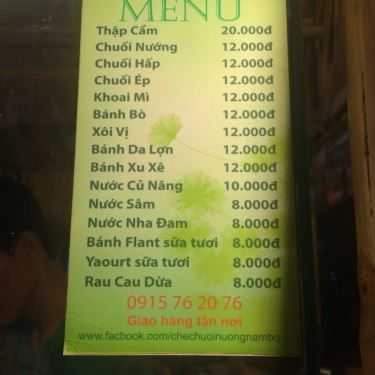 MENU
Thập Cẩm 20.000đ
Chuối Nướng 12.000đ
Chuối Hấp 12.000đ
Chuối Ép 12.000đ
Khoai Mì 12.000đ
Bánh Bò 12.000đ
Xôi Vị 12.000đ
Bánh Da Lợn 12.000đ
Bánh Xu Xê 12.000đ
Nước Củ Năng 10.000đ
Nước Sâm 8.000đ
Nước Nha Đam 8.000đ
Bánh Flant sữa tươi 8.000đ
Yaourt sữa tươi 8.000đ
Rau Cau Dừa 8.000đ
0915 76 20 76
Giao hàng tận nơi
www.facbook.com/chechuoinuongnambo